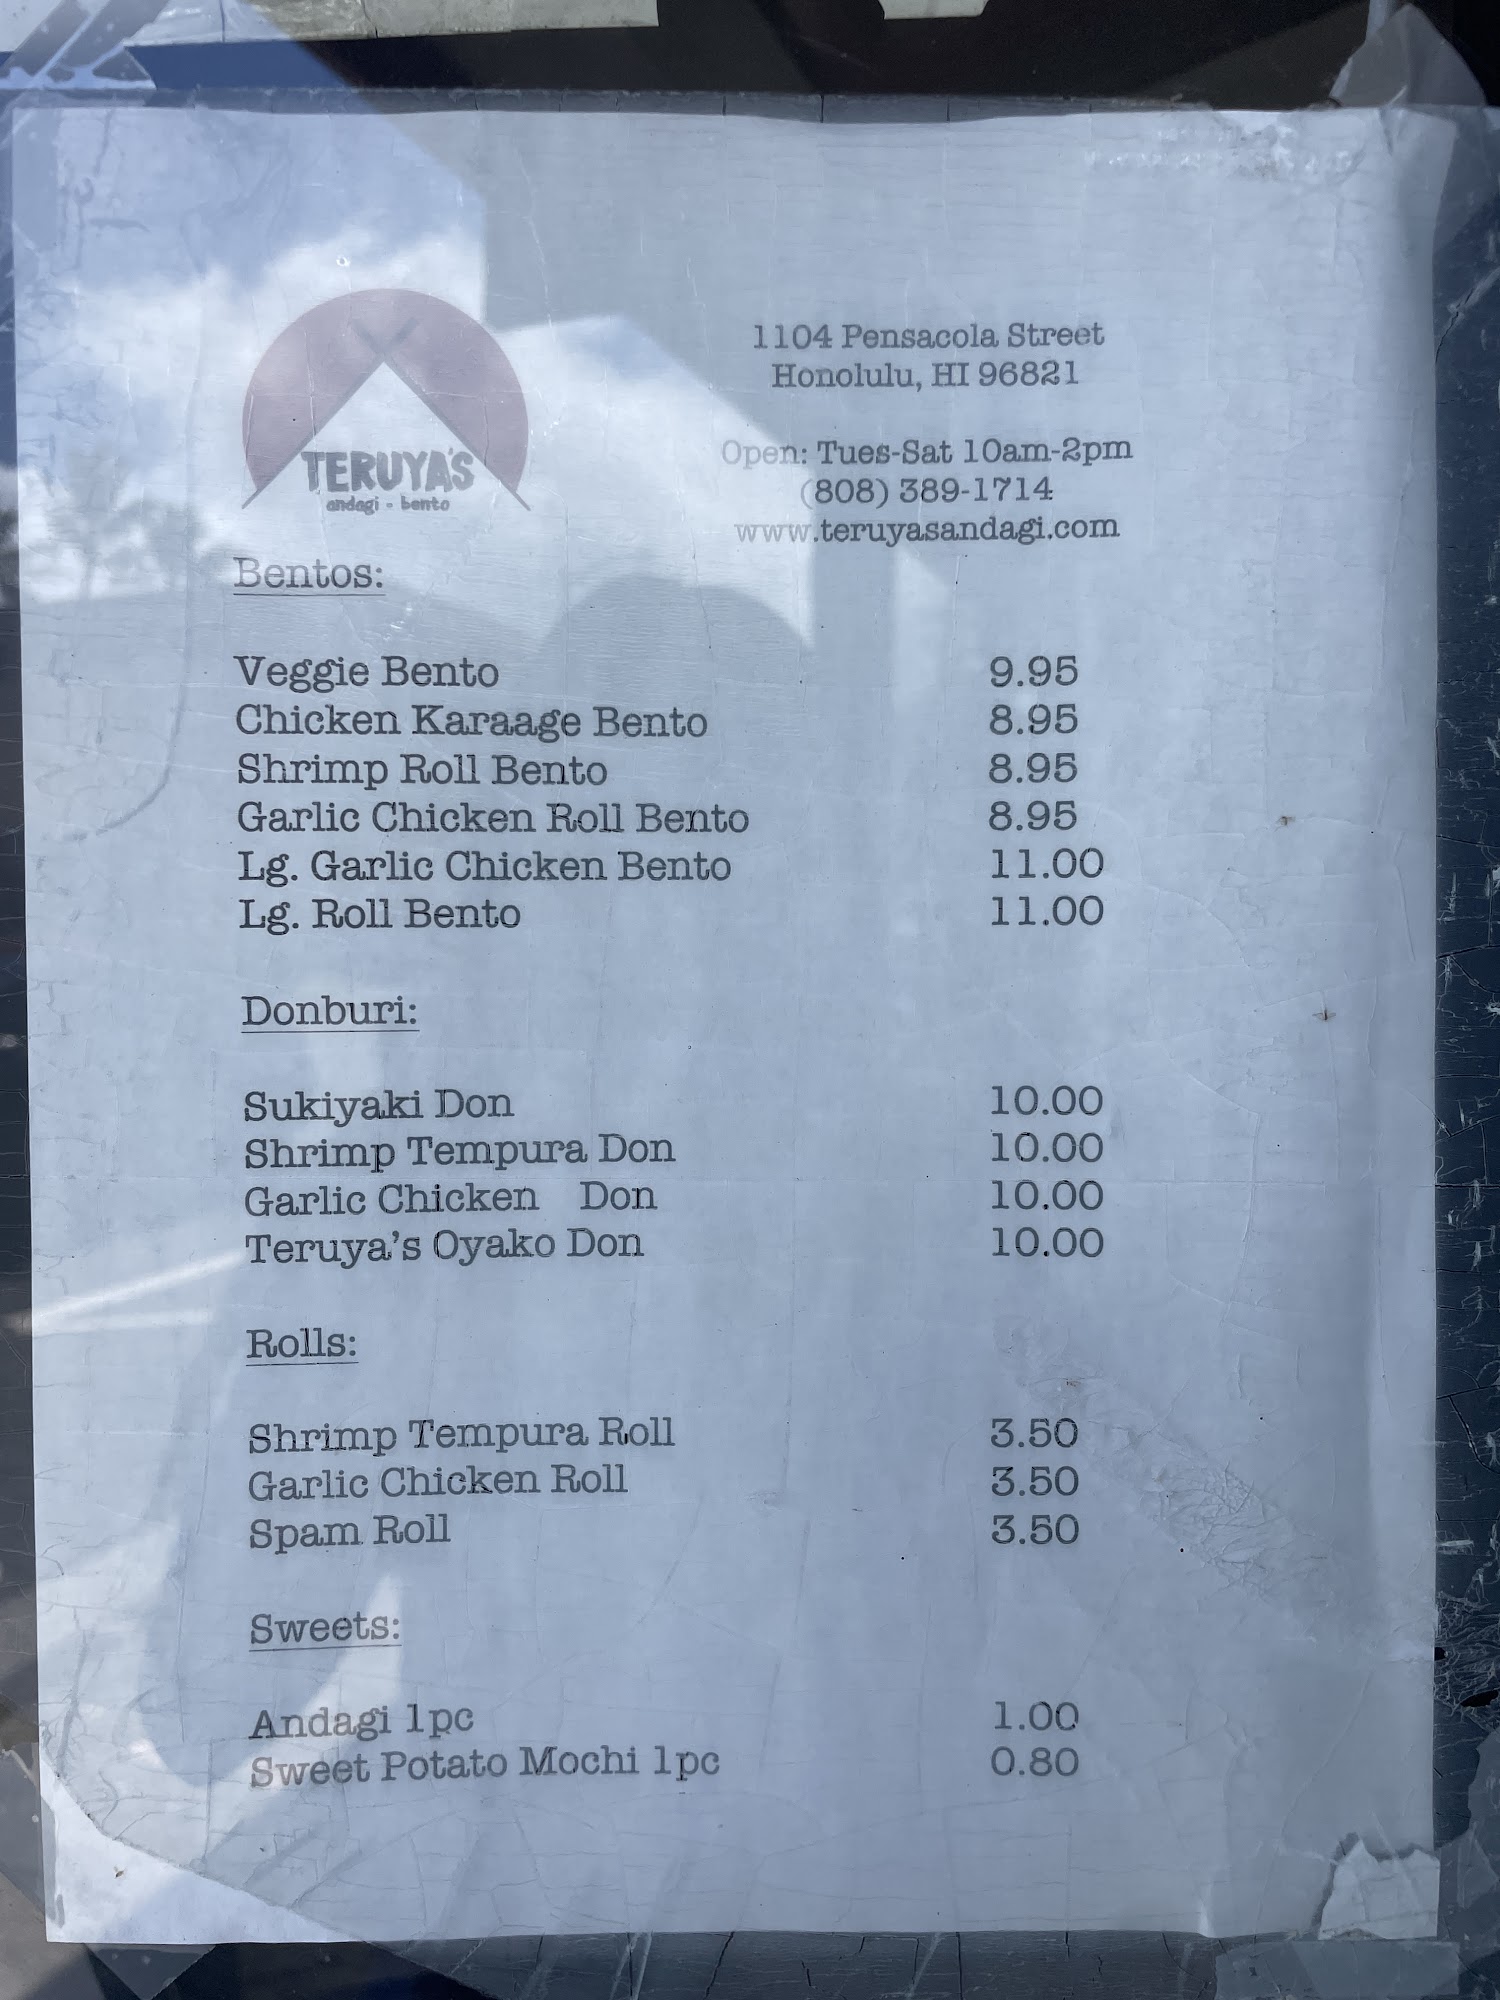 TERUYA'S
andagi - bento
1104 Pensacola Street
Honolulu, HI 96821
Open: Tues-Sat 10am-2pm
(808) 389-1714
www.teruyasandagi.com
Bentos:
Veggie Bento 9.95
Chicken Karaage Bento 8.95
Shrimp Roll Bento 8.95
Garlic Chicken Roll Bento 8.95
Lg. Garlic Chicken Bento 11.00
Lg. Roll Bento 11.00
Donburi:
Sukiyaki Don 10.00
Shrimp Tempura Don 10.00
Garlic Chicken Don 10.00
Teruya's Oyako Don 10.00
Rolls:
Shrimp Tempura Roll 3.50
Garlic Chicken Roll 3.50
Spam Roll 3.50
Sweets:
Andagi 1pc 1.00
Sweet Potato Mochi 1pc 0.80